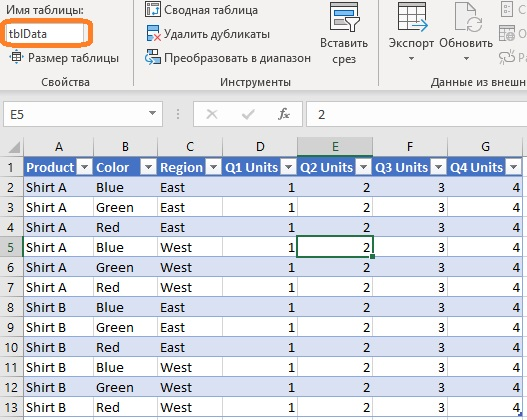 Имя таблицы:
tblData
Размер таблицы
Свойства
Сводная таблица
Удалить дубликаты
Преобразовать в диапазон
Инструменты
Вставить
срез
Экспорт Обновить
Данные из внешн
E5 fx 2
A B C D E F G
1 Product Color Region Q1 Units Q2 Units Q3 Units Q4 Units
2 Shirt A Blue East 1 2 3 4
3 Shirt A Green East 1 2 3 4
4 Shirt A Red East 1 2 3 4
5 Shirt A Blue West 1 2 3 4
6 Shirt A Green West 1 2 3 4
7 Shirt A Red West 1 2 3 4
8 Shirt B Blue East 1 2 3 4
9 Shirt B Green East 1 2 3 4
10 Shirt B Red East 1 2 3 4
11 Shirt B Blue West 1 2 3 4
12 Shirt B Green West 1 2 3 4
13 Shirt B Red West 1 2 3 4